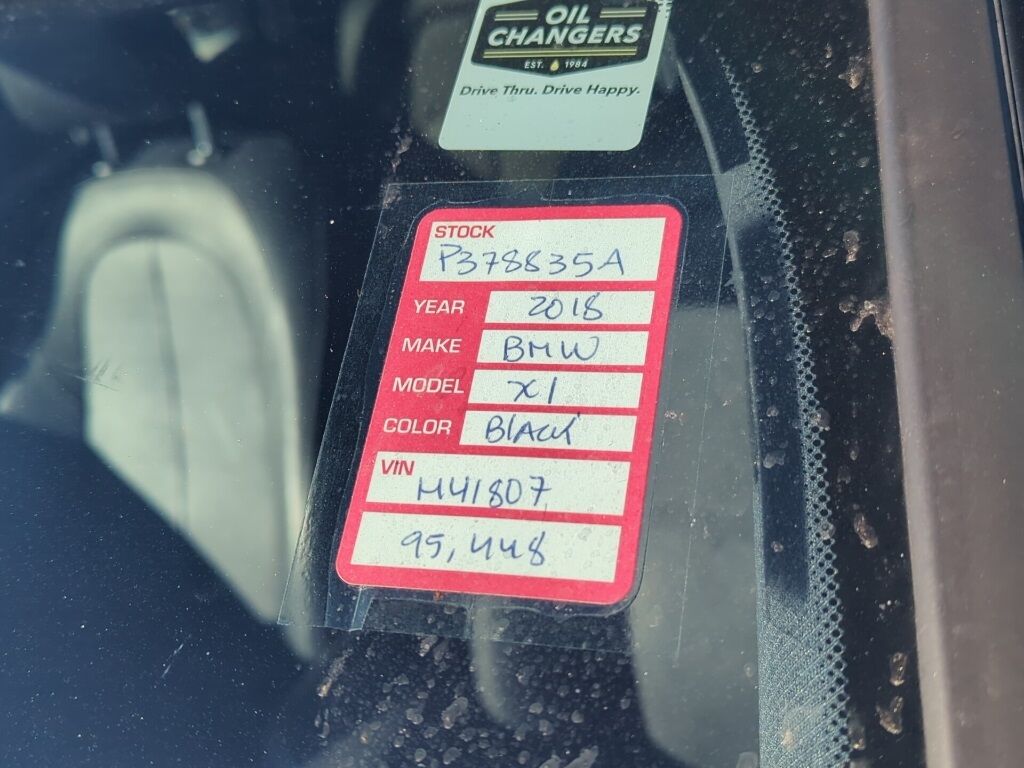 OIL
CHANGERS
EST. 1984
Drive Thru. Drive Happy.
STOCK
P378835A
YEAR 2018
MAKE BMW
MODEL X1
COLOR Black
VIN
H41807
95,448